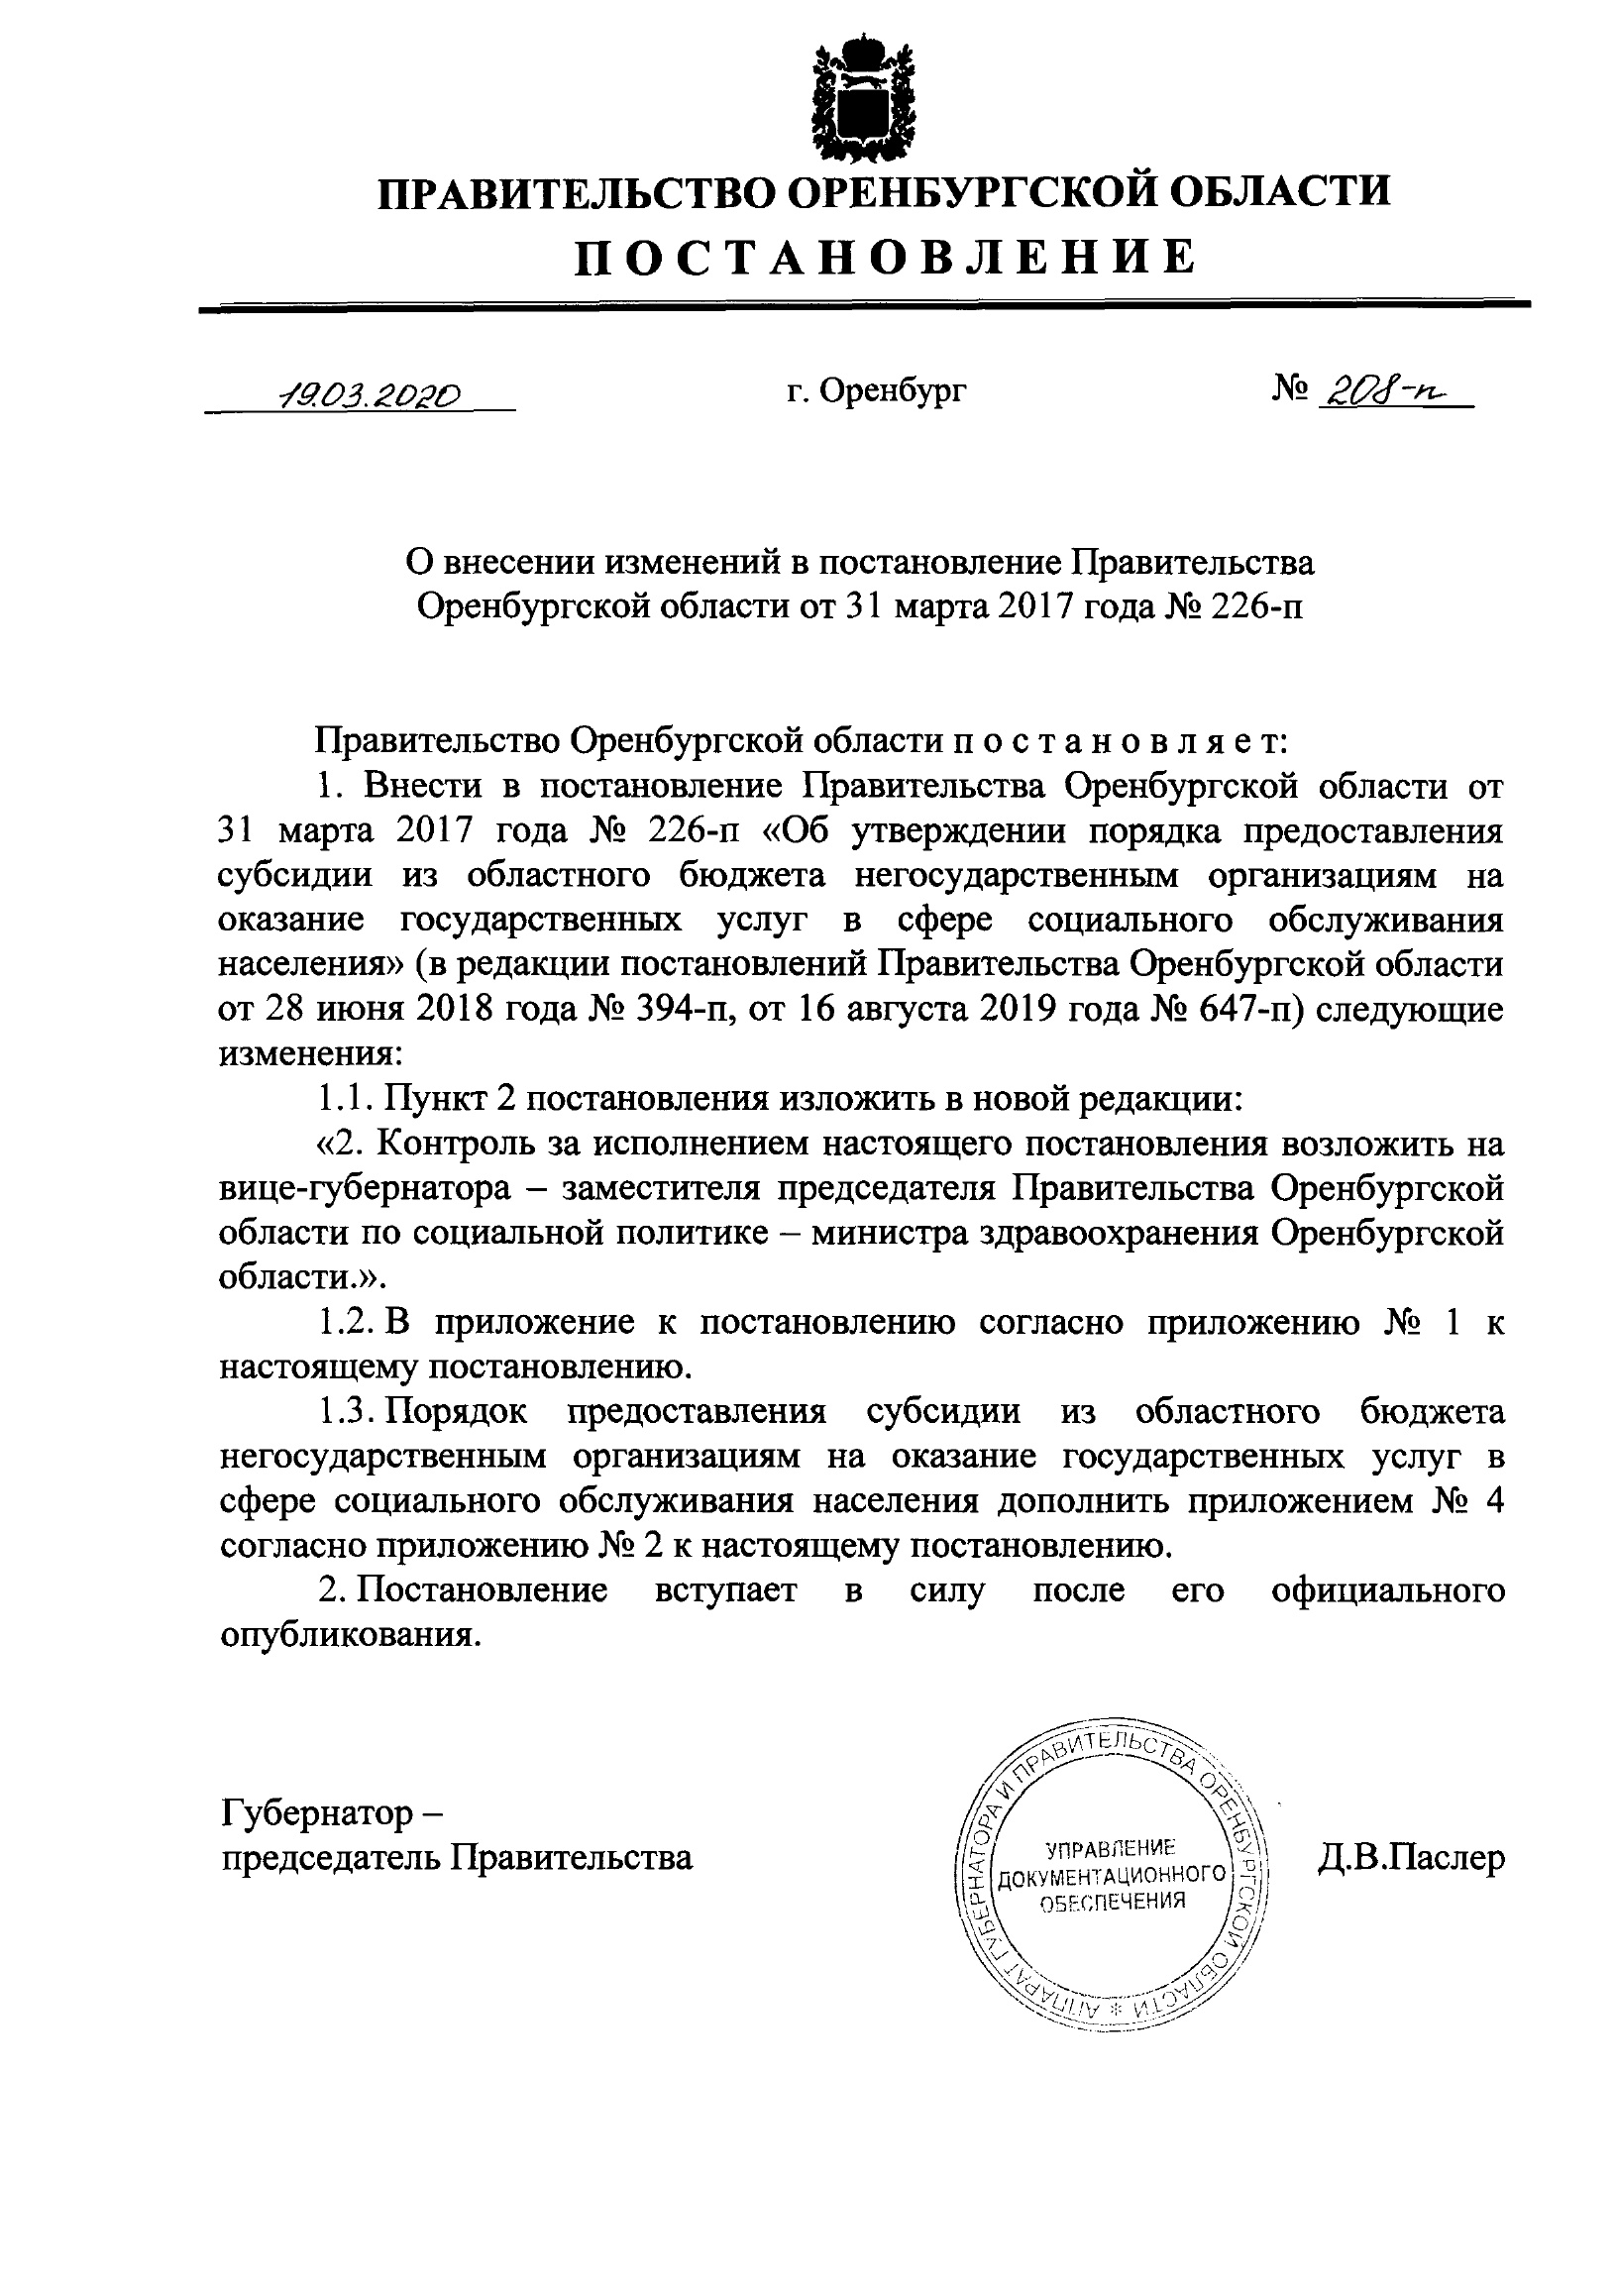 ПРАВИТЕЛЬСТВО ОРЕНБУРГСКОЙ ОБЛАСТИ
ПОСТАНОВЛЕНИЕ
19.03.2020 г. Оренбург № 208-п
О внесении изменений в постановление Правительства
Оренбургской области от 31 марта 2017 года № 226-п
Правительство Оренбургской области п о с т а н о в л я е т:
1. Внести в постановление Правительства Оренбургской области от
31 марта 2017 года № 226-п «Об утверждении порядка предоставления
субсидии из областного бюджета негосударственным организациям на
оказание государственных услуг в сфере социального обслуживания
населения» (в редакции постановлений Правительства Оренбургской области
от 28 июня 2018 года № 394-п, от 16 августа 2019 года № 647-п) следующие
изменения:
1.1. Пункт 2 постановления изложить в новой редакции:
«2. Контроль за исполнением настоящего постановления возложить на
вице-губернатора – заместителя председателя Правительства Оренбургской
области по социальной политике – министра здравоохранения Оренбургской
области.».
1.2. В приложение к постановлению согласно приложению № 1 к
настоящему постановлению.
1.3. Порядок предоставления субсидии из областного бюджета
негосударственным организациям на оказание государственных услуг в
сфере социального обслуживания населения дополнить приложением № 4
согласно приложению № 2 к настоящему постановлению.
2. Постановление вступает в силу после его официального
опубликования.
Губернатор –
председатель Правительства Д.В.Паслер
АППАРАТ ГУБЕРНАТОРА И ПРАВИТЕЛЬСТВА ОРЕНБУРГСКОЙ ОБЛАСТИ *
УПРАВЛЕНИЕ
ДОКУМЕНТАЦИОННОГО
ОБЕСПЕЧЕНИЯ